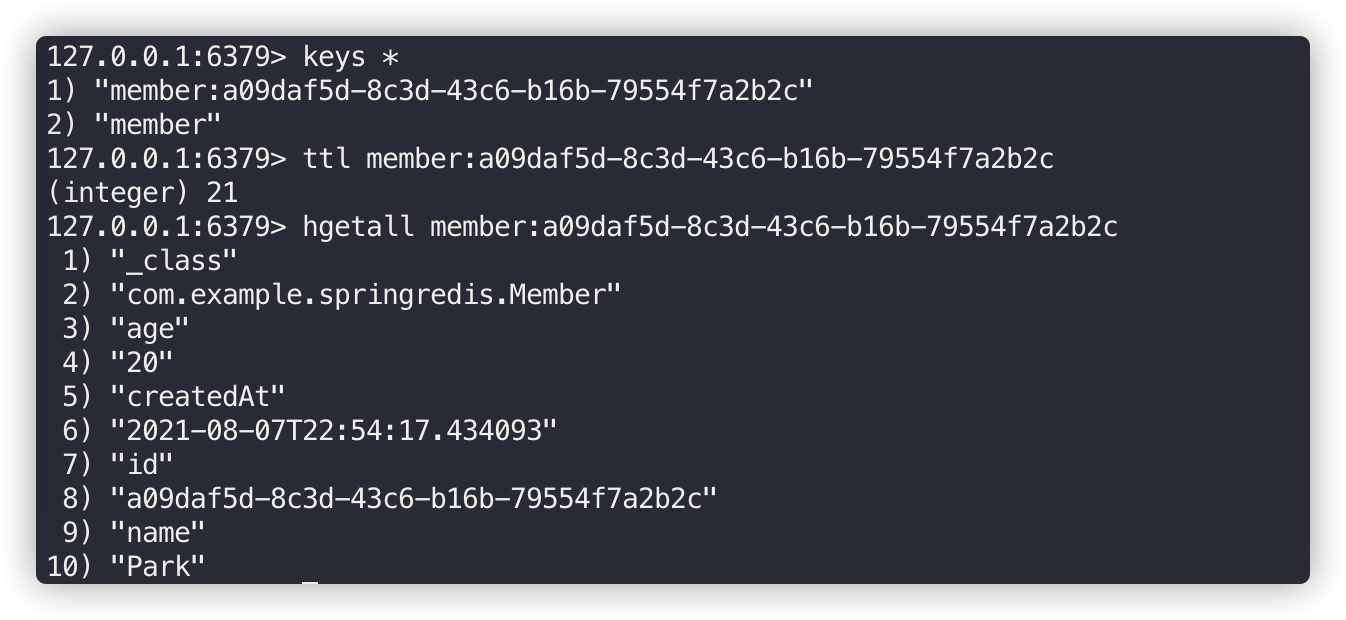 127.0.0.1:6379> keys *
1) "member:a09daf5d-8c3d-43c6-b16b-79554f7a2b2c"
2) "member"
127.0.0.1:6379> ttl member:a09daf5d-8c3d-43c6-b16b-79554f7a2b2c
(integer) 21
127.0.0.1:6379> hgetall member:a09daf5d-8c3d-43c6-b16b-79554f7a2b2c
 1) "_class"
 2) "com.example.springredis.Member"
 3) "age"
 4) "20"
 5) "createdAt"
 6) "2021-08-07T22:54:17.434093"
 7) "id"
 8) "a09daf5d-8c3d-43c6-b16b-79554f7a2b2c"
 9) "name"
10) "Park"